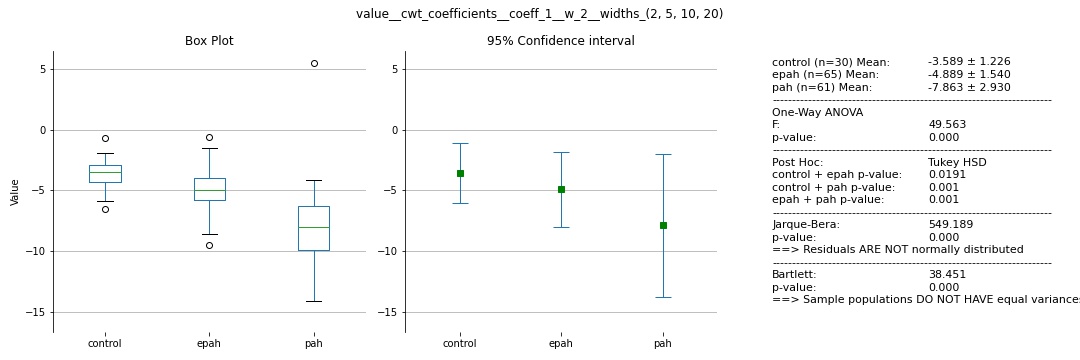 value__cwt_coefficients__coeff_1__w_2__widths_(2, 5, 10, 20)
Box Plot
Value
5
0
−5
−10
−15
control epah pah
95% Confidence interval
5
0
−5
−10
−15
control epah pah
control (n=30) Mean: -3.589 ± 1.226
epah (n=65) Mean: -4.889 ± 1.540
pah (n=61) Mean: -7.863 ± 2.930
One-Way ANOVA
F: 49.563
p-value: 0.000
Post Hoc: Tukey HSD
control + epah p-value: 0.0191
control + pah p-value: 0.001
epah + pah p-value: 0.001
Jarque-Bera: 549.189
p-value: 0.000
==> Residuals ARE NOT normally distributed
Bartlett: 38.451
p-value: 0.000
==> Sample populations DO NOT HAVE equal variances